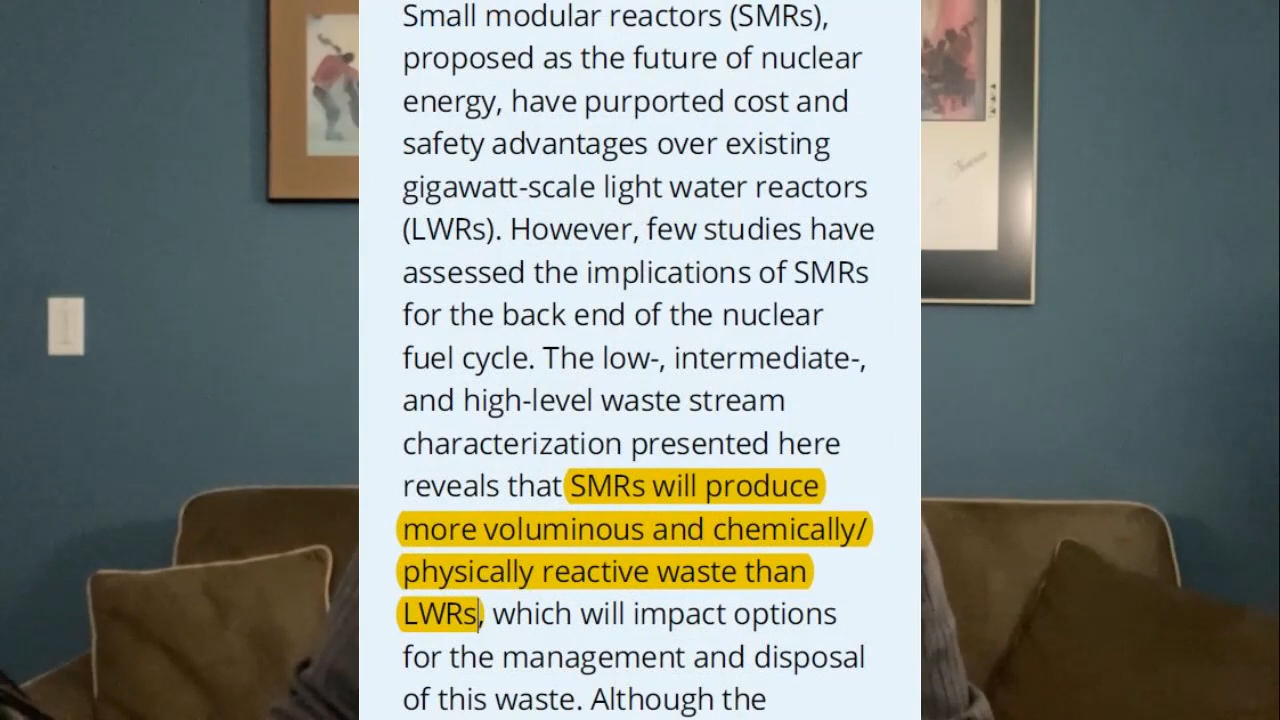 Small modular reactors (SMRs),
proposed as the future of nuclear
energy, have purported cost and
safety advantages over existing
gigawatt-scale light water reactors
(LWRs). However, few studies have
assessed the implications of SMRs
for the back end of the nuclear
fuel cycle. The low-, intermediate-,
and high-level waste stream
characterization presented here
reveals that SMRs will produce
more voluminous and chemically/
physically reactive waste than
LWRs, which will impact options
for the management and disposal
of this waste. Although the